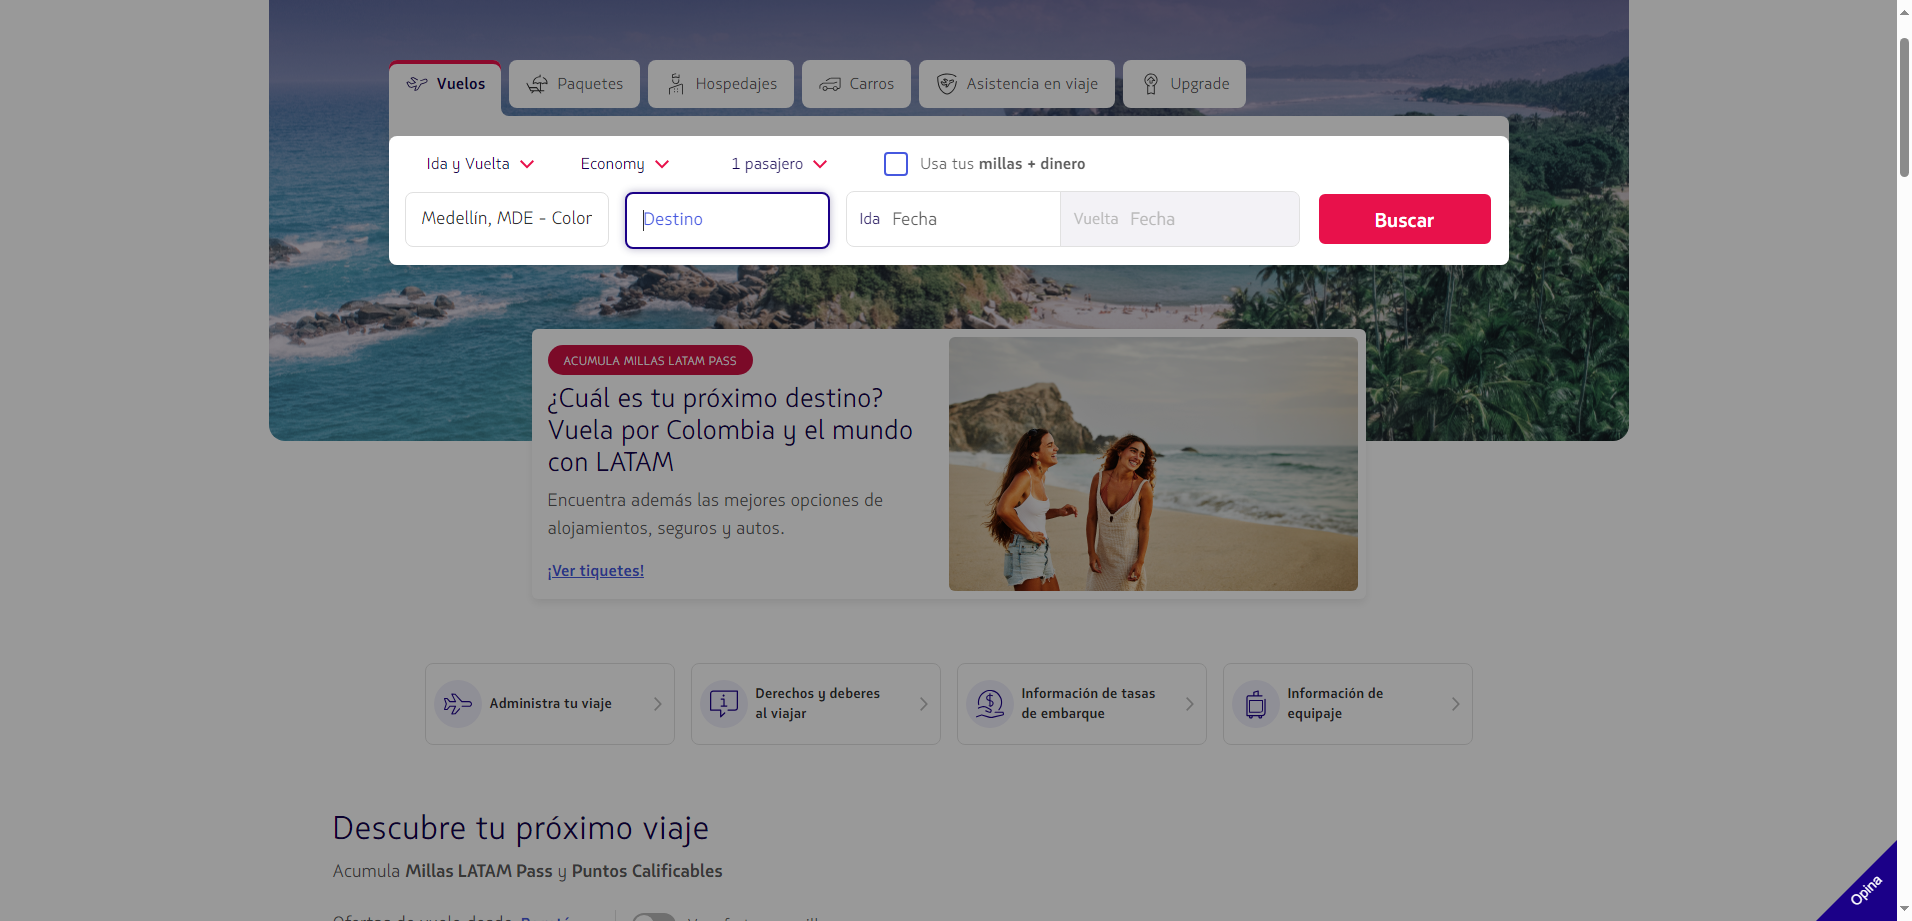 Vuelos
Paquetes
Hospedajes
Carros
Asistencia en viaje
Upgrade
Ida y Vuelta
Economy
1 pasajero
Usa tus millas + dinero
Medellín, MDE - Color
Destino
Ida Fecha
Vuelta Fecha
Buscar
ACUMULA MILLAS LATAM PASS
¿Cuál es tu próximo destino?
Vuela por Colombia y el mundo
con LATAM
Encuentra además las mejores opciones de
alojamientos, seguros y autos.
¡Ver tiquetes!
Administra tu viaje
Derechos y deberes
al viajar
Información de tasas
de embarque
Información de
equipaje
Descubre tu próximo viaje
Acumula Millas LATAM Pass y Puntos Calificables
Opina